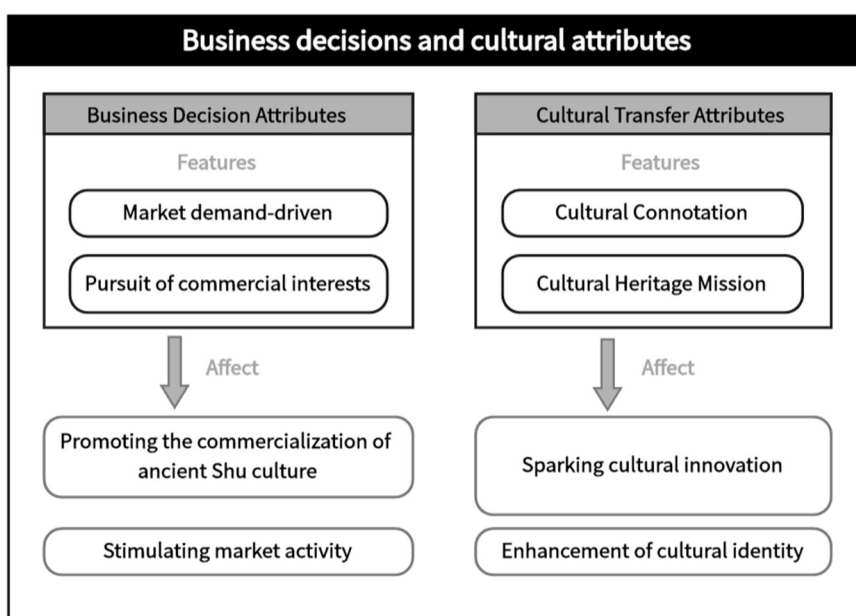 Business decisions and cultural attributes
Business Decision Attributes
Features
Market demand-driven
Pursuit of commercial interests
Affect
Promoting the commercialization of
ancient Shu culture
Stimulating market activity
Cultural Transfer Attributes
Features
Cultural Connotation
Cultural Heritage Mission
Affect
Sparking cultural innovation
Enhancement of cultural identity